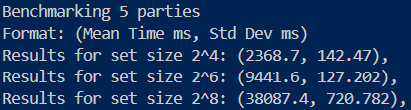 Benchmarking 5 parties
Format: (Mean Time ms, Std Dev ms)
Results for set size 2^4: (2368.7, 142.47),
Results for set size 2^6: (9441.6, 127.202),
Results for set size 2^8: (38087.4, 720.782),